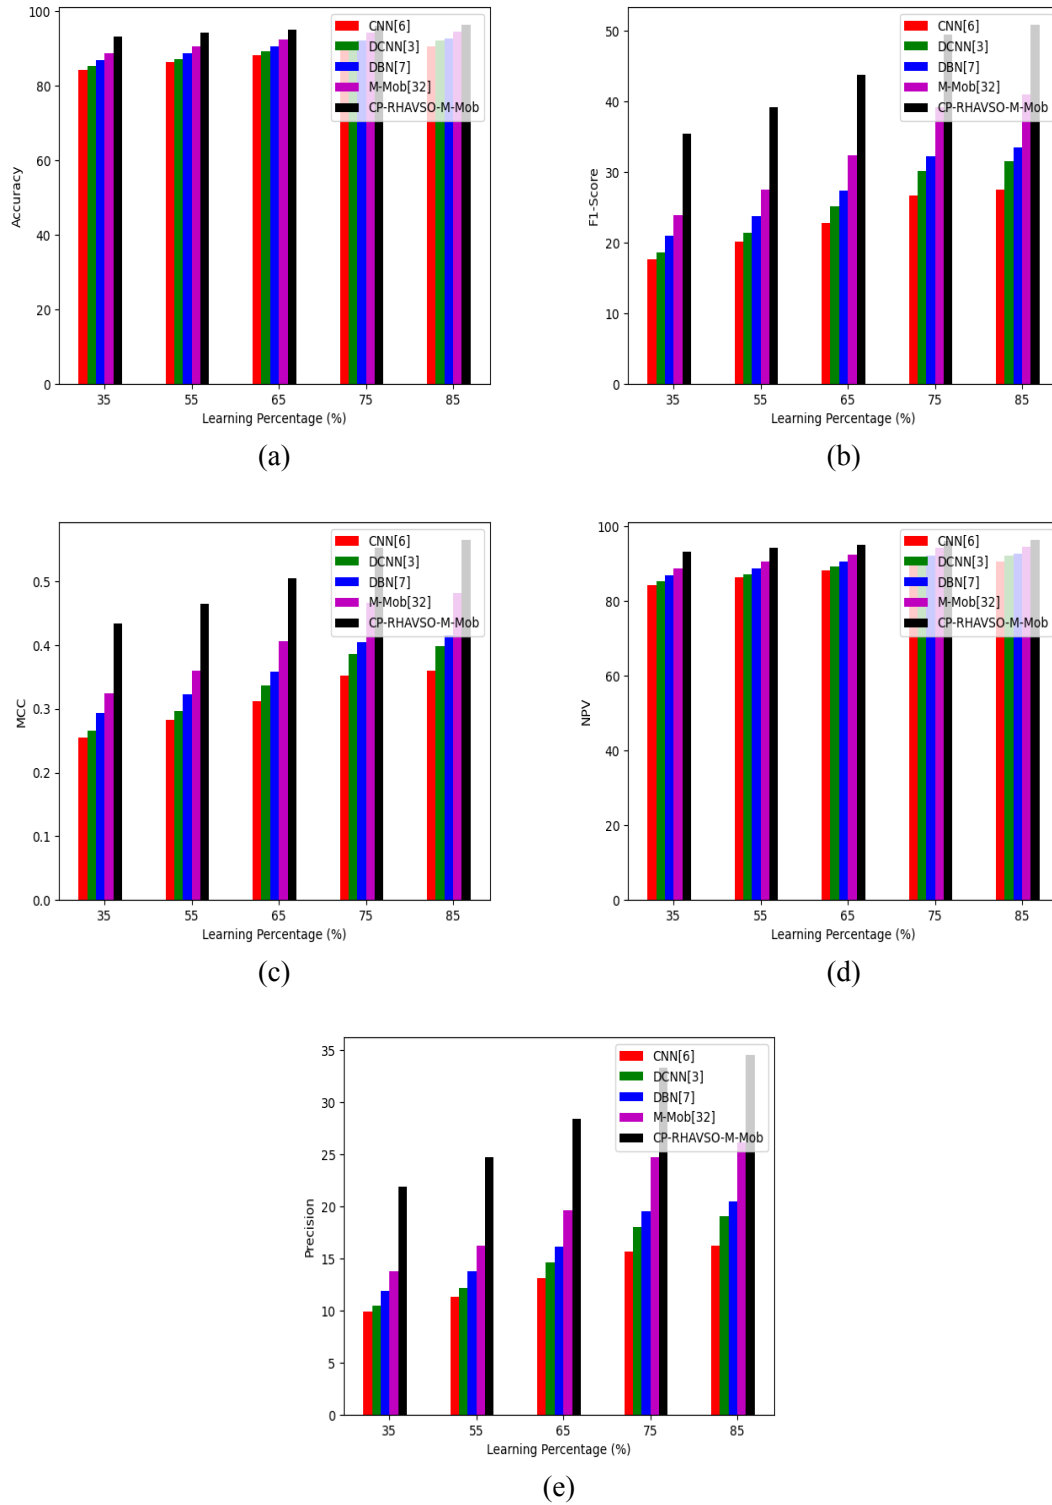 100
80
60
40
20
0
Accuracy
35 55 65 75 85
Learning Percentage (%)
CNN[6]
DCNN[3]
DBN[7]
M-Mob[32]
CP-RHAVSO-M-Mob
(a)
50
40
30
20
10
0
F1-Score
35 55 65 75 85
Learning Percentage (%)
CNN[6]
DCNN[3]
DBN[7]
M-Mob[32]
CP-RHAVSO-M-Mob
(b)
0.5
0.4
0.3
0.2
0.1
0.0
MCC
35 55 65 75 85
Learning Percentage (%)
CNN[6]
DCNN[3]
DBN[7]
M-Mob[32]
CP-RHAVSO-M-Mob
(c)
100
80
60
40
20
0
NPV
35 55 65 75 85
Learning Percentage (%)
CNN[6]
DCNN[3]
DBN[7]
M-Mob[32]
CP-RHAVSO-M-Mob
(d)
35
30
25
20
15
10
5
0
Precision
35 55 65 75 85
Learning Percentage (%)
CNN[6]
DCNN[3]
DBN[7]
M-Mob[32]
CP-RHAVSO-M-Mob
(e)